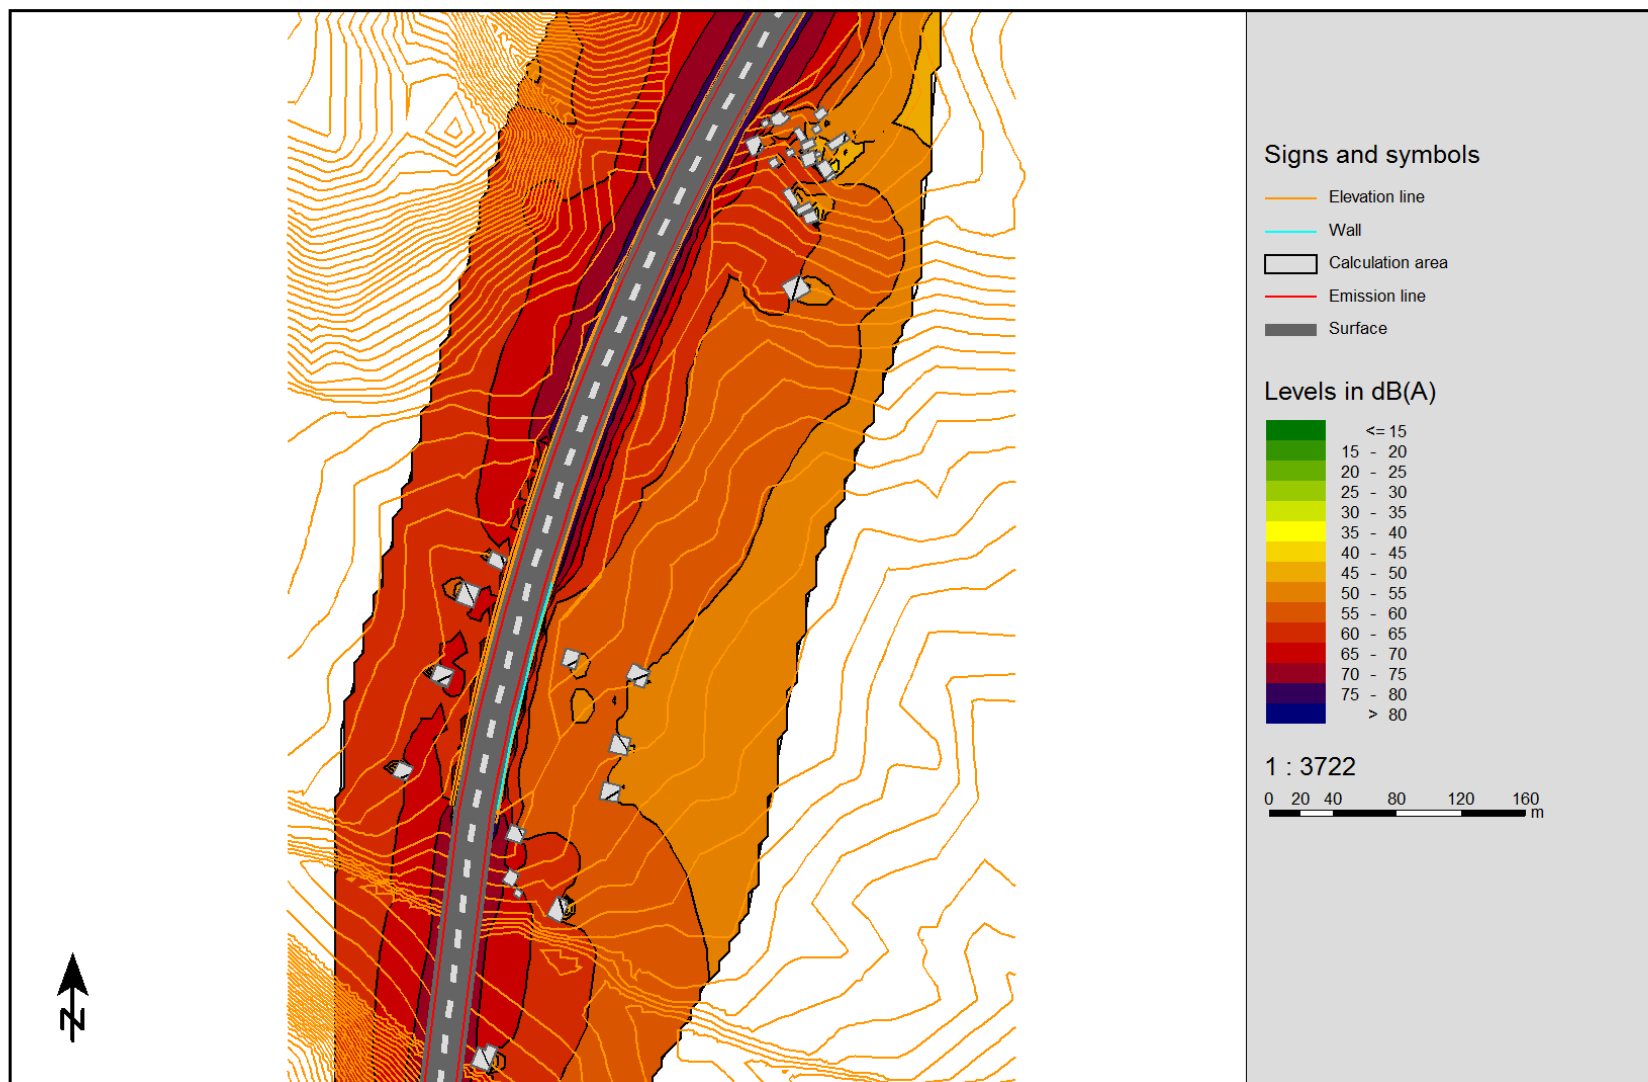 Signs and symbols
Elevation line
Wall
Calculation area
Emission line
Surface
Levels in dB(A)
<= 15
15 - 20
20 - 25
25 - 30
30 - 35
35 - 40
40 - 45
45 - 50
50 - 55
55 - 60
60 - 65
65 - 70
70 - 75
75 - 80
> 80
1 : 3722
0 20 40 80 120 160
m
N